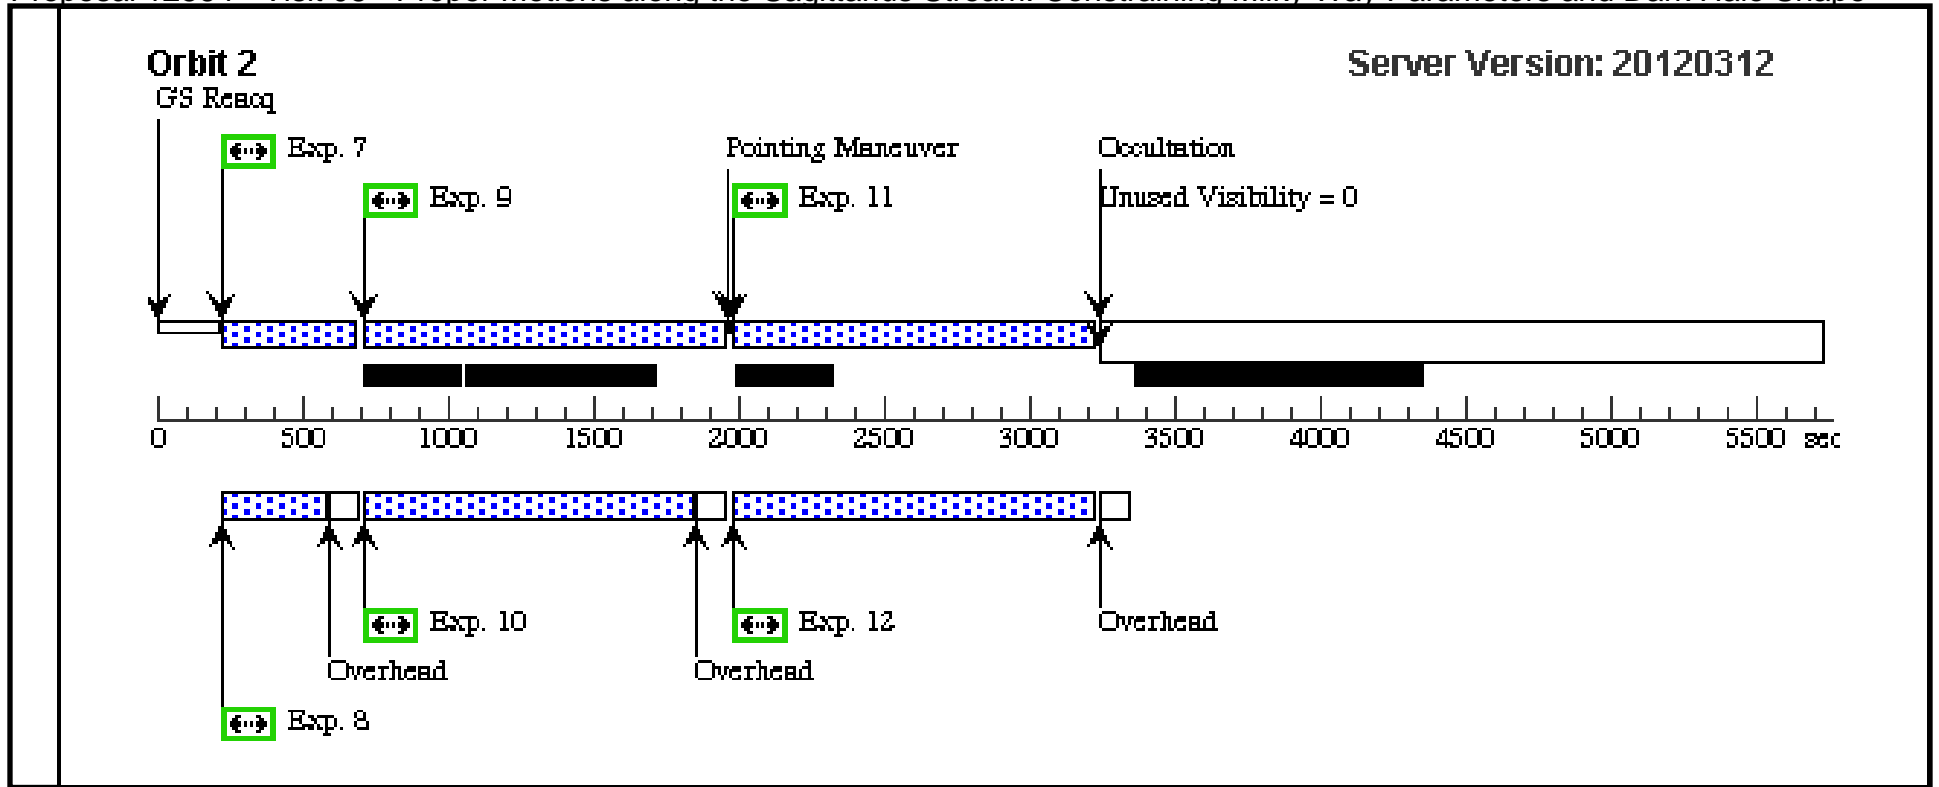 Orbit 2
Server Version: 20120312
GS Reacq
Exp. 7
Pointing Maneuver
Occultation
Exp. 9
Exp. 11
Unused Visibility = 0
0 500 1000 1500 2000 2500 3000 3500 4000 4500 5000 5500 sec
Exp. 10
Exp. 12
Overhead
Overhead
Overhead
Exp. 8